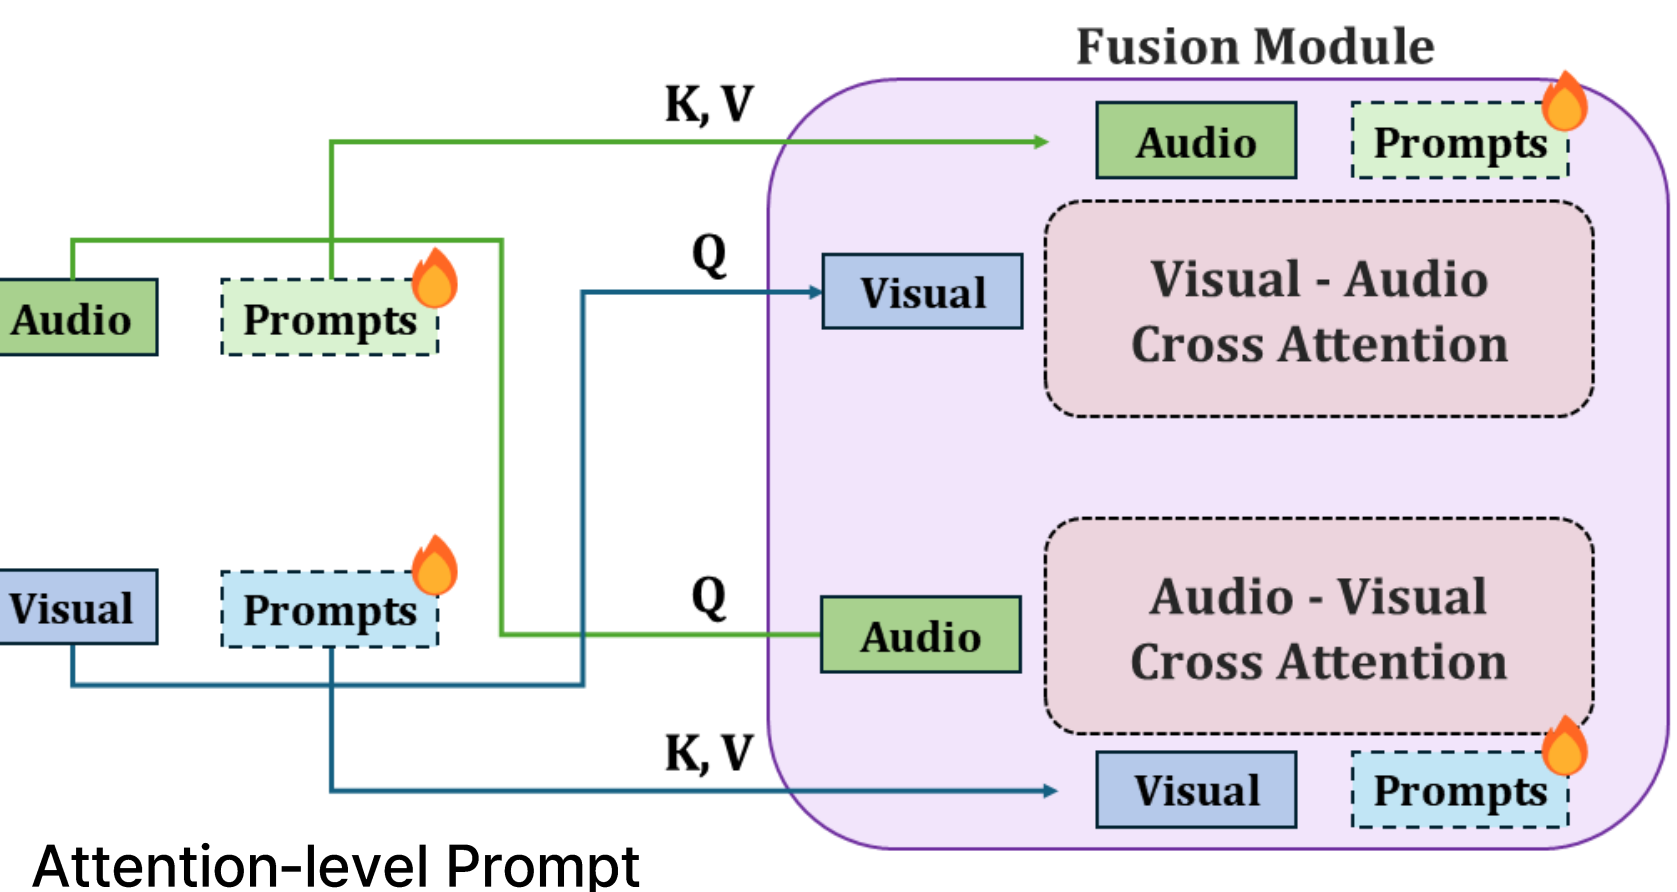 Fusion Module
K, V
Audio
Prompts
Q
Visual
Visual - Audio
Cross Attention
Audio
Prompts
Visual
Prompts
Q
Audio
Audio - Visual
Cross Attention
K, V
Visual
Prompts
Attention-level Prompt